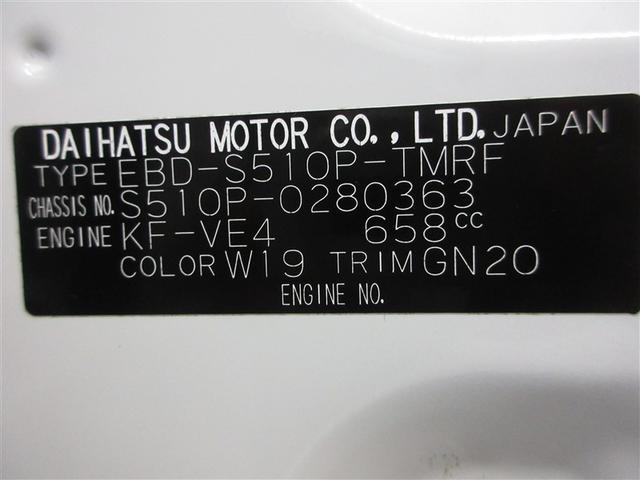 DAIHATSU MOTOR CO.,LTD. JAPAN
TYPE EBD-S510P-TMRF
CHASSIS NO. S510P-0280363
ENGINE KF-VE4 658cc
COLOR W19 TRIM GN20
ENGINE NO.